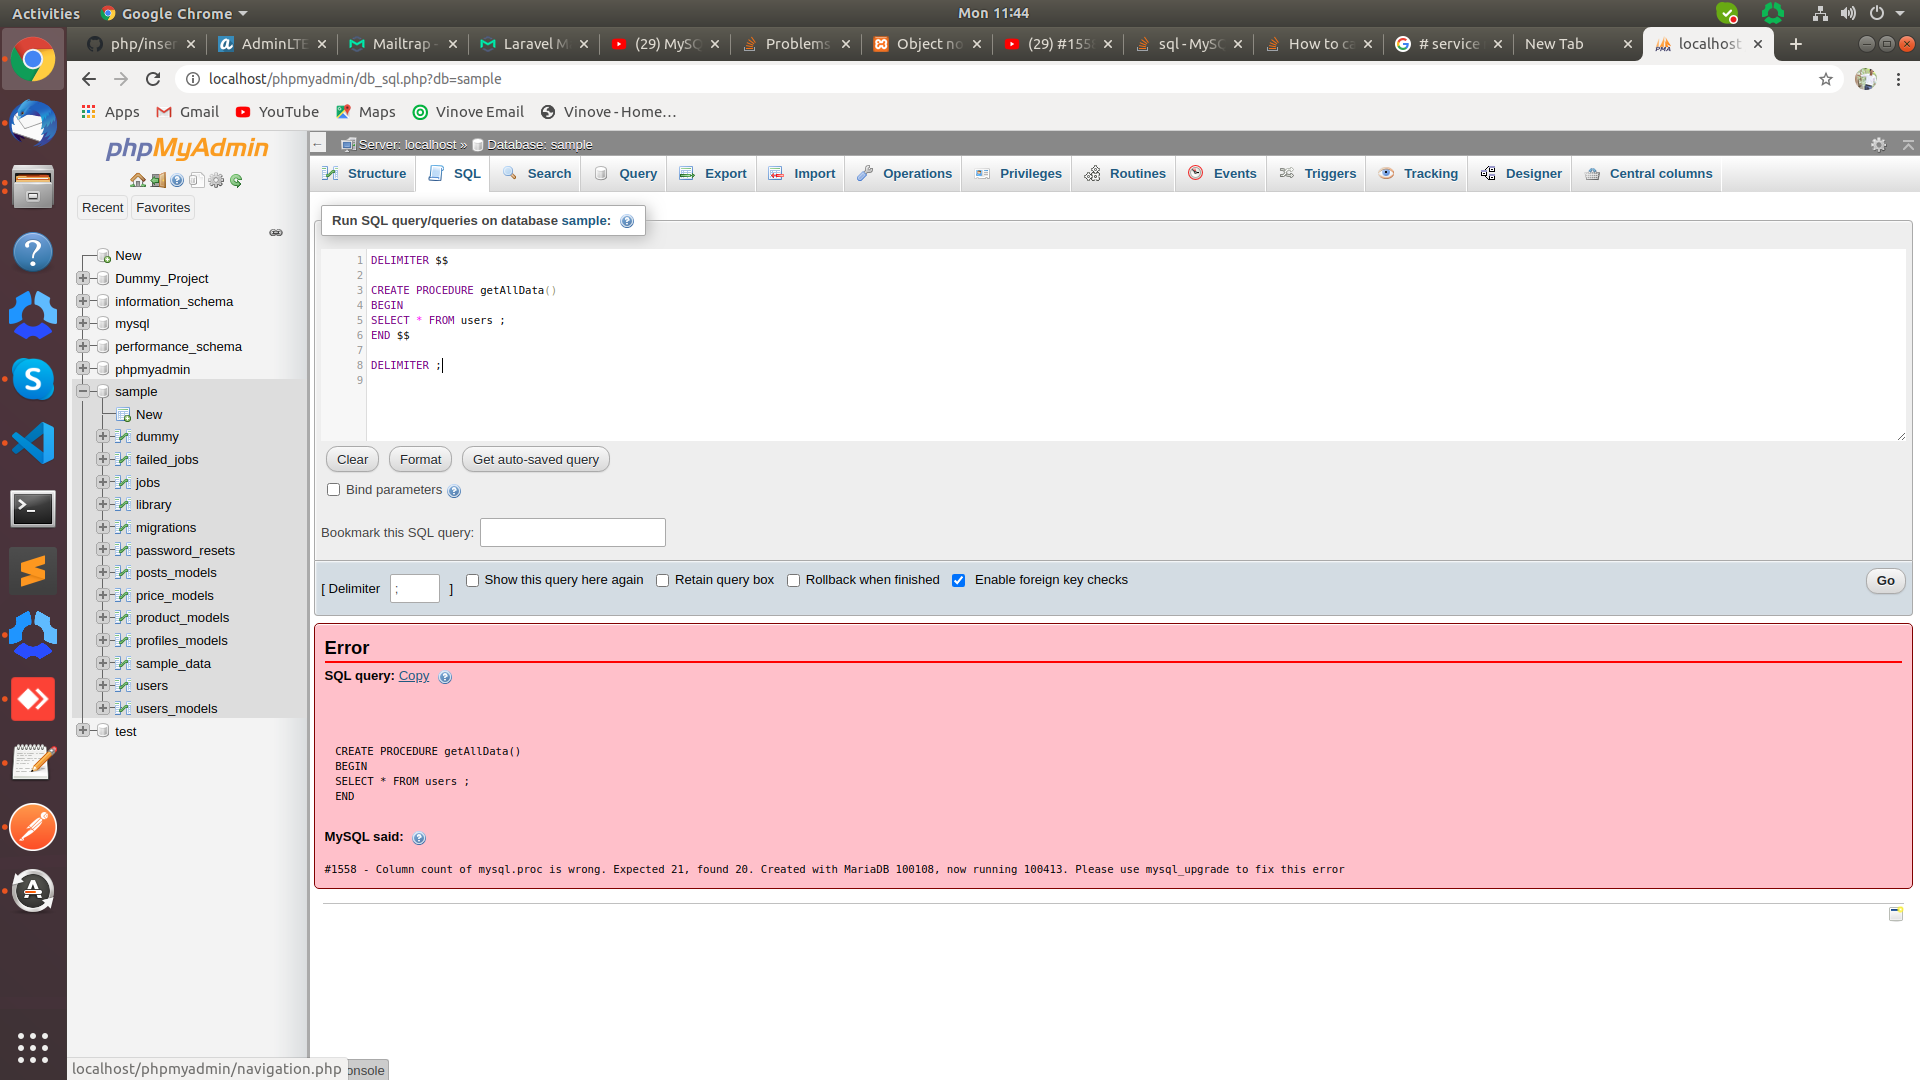 Activities
Google Chrome
Mon 11:44
php/inser
AdminLTE
Mailtrap -
Laravel M
(29) MySQ
Problems
Object no
(29) #155
sql - MySQ
How to ca
# service
New Tab
localhost
localhost/phpmyadmin/db_sql.php?db=sample
Apps
Gmail
YouTube
Maps
Vinove Email
Vinove - Home…
phpMyAdmin
Recent
Favorites
New
Dummy_Project
information_schema
mysql
performance_schema
phpmyadmin
sample
New
dummy
failed_jobs
jobs
library
migrations
password_resets
posts_models
price_models
product_models
profiles_models
sample_data
users
users_models
test
Server: localhost » Database: sample
Structure
SQL
Search
Query
Export
Import
Operations
Privileges
Routines
Events
Triggers
Tracking
Designer
Central columns
Run SQL query/queries on database sample:
1 DELIMITER $$
2
3 CREATE PROCEDURE getAllData()
4 BEGIN
5 SELECT * FROM users ;
6 END $$
7
8 DELIMITER ;
9
Clear
Format
Get auto-saved query
Bind parameters
Bookmark this SQL query:
[ Delimiter ; ]
Show this query here again
Retain query box
Rollback when finished
Enable foreign key checks
Go
Error
SQL query: Copy
CREATE PROCEDURE getAllData()
BEGIN
SELECT * FROM users ;
END
MySQL said:
#1558 - Column count of mysql.proc is wrong. Expected 21, found 20. Created with MariaDB 100108, now running 100413. Please use mysql_upgrade to fix this error
localhost/phpmyadmin/navigation.php
onsole